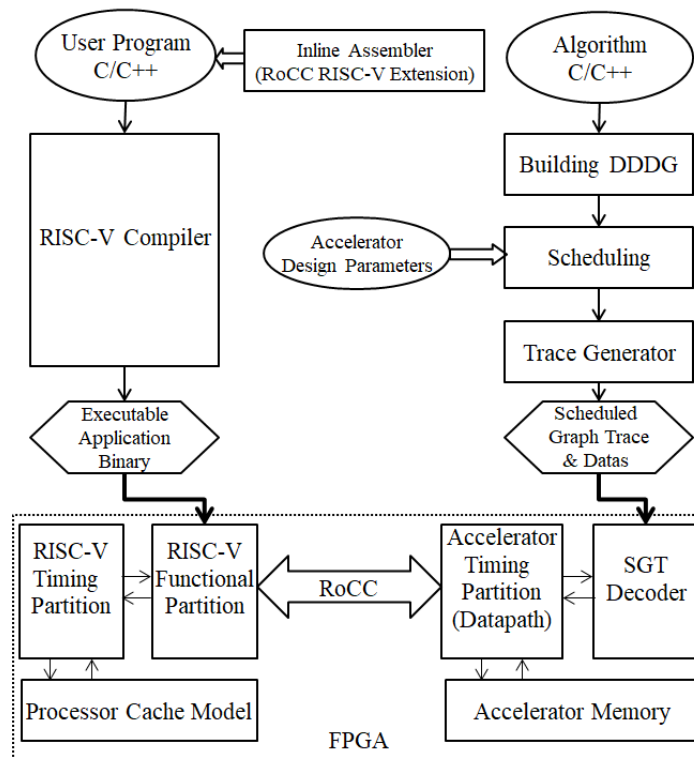 User Program
C/C++
Inline Assembler
(RoCC RISC-V Extension)
Algorithm
C/C++
Building DDDG
RISC-V Compiler
Accelerator
Design Parameters
Scheduling
Trace Generator
Executable
Application
Binary
Scheduled
Graph Trace
& Datas
RISC-V
Timing
Partition
RISC-V
Functional
Partition
RoCC
Accelerator
Timing
Partition
(Datapath)
SGT
Decoder
Processor Cache Model
Accelerator Memory
FPGA